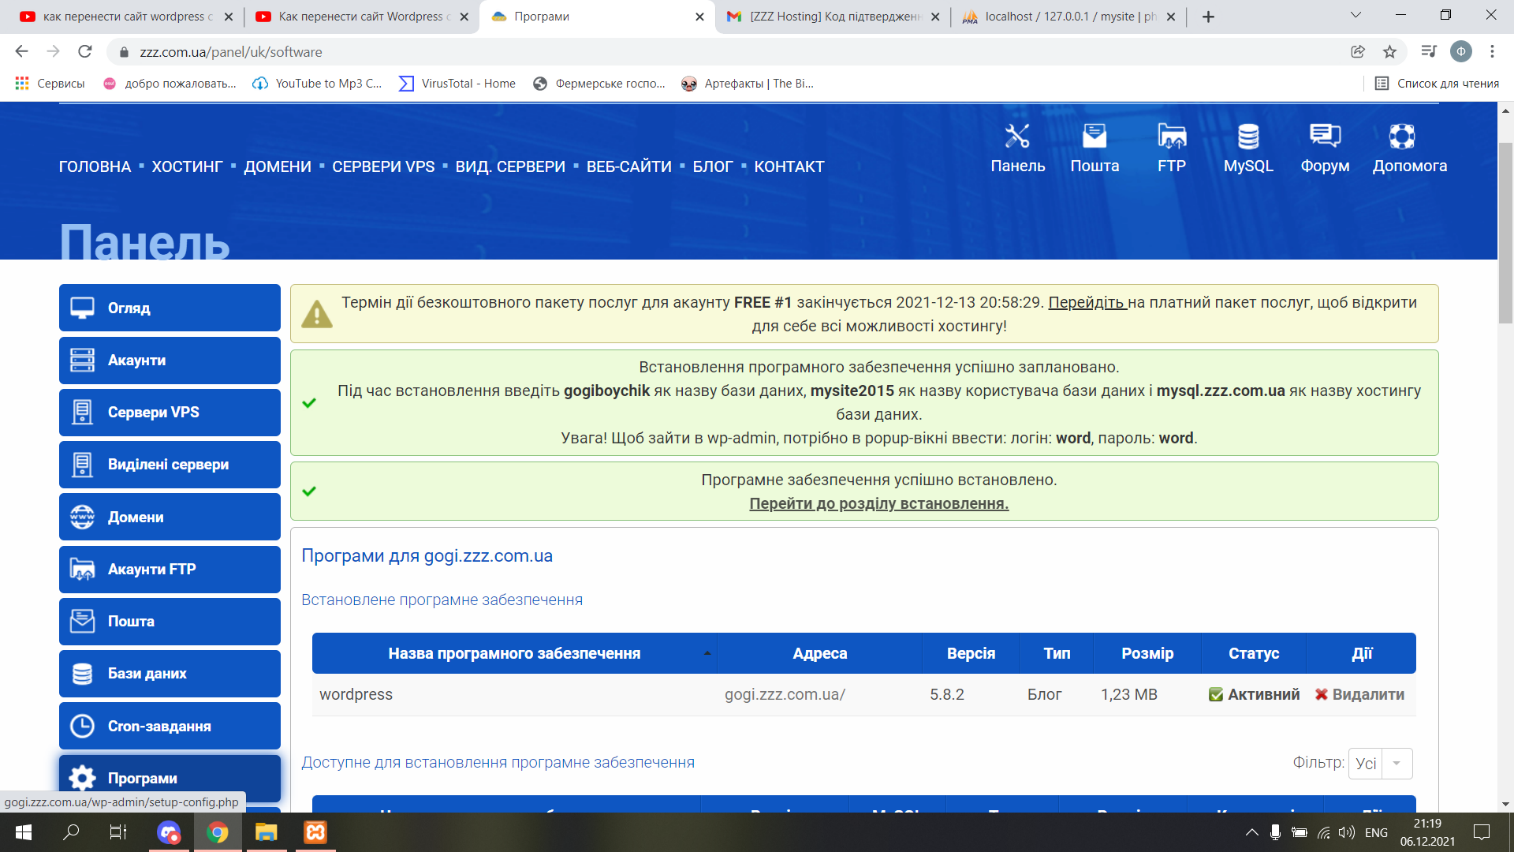 как перенести сайт wordpress с
Как перенести сайт Wordpress с
Програми
[ZZZ Hosting] Код підтвердженн
localhost / 127.0.0.1 / mysite | ph
zzz.com.ua/panel/uk/software
Ф
Сервисы
добро пожаловать...
YouTube to Mp3 C...
VirusTotal - Home
Фермерське госпо...
Артефакты | The Bi...
Список для чтения
ГОЛОВНА ХОСТИНГ ДОМЕНИ СЕРВЕРИ VPS ВИД. СЕРВЕРИ ВЕБ-САЙТИ БЛОГ КОНТАКТ
Панель Пошта FTP MySQL Форум Допомога
Панель
Огляд
Акаунти
Сервери VPS
Виділені сервери
Домени
Акаунти FTP
Пошта
Бази даних
Cron-завдання
Програми
Термін дії безкоштовного пакету послуг для акаунту FREE #1 закінчується 2021-12-13 20:58:29. Перейдіть на платний пакет послуг, щоб відкрити
для себе всі можливості хостингу!
Встановлення програмного забезпечення успішно заплановано.
Під час встановлення введіть gogiboychik як назву бази даних, mysite2015 як назву користувача бази даних і mysql.zzz.com.ua як назву хостингу
бази даних.
Увага! Щоб зайти в wp-admin, потрібно в popup-вікні ввести: логін: word, пароль: word.
Програмне забезпечення успішно встановлено.
Перейти до розділу встановлення.
Програми для gogi.zzz.com.ua
Встановлене програмне забезпечення
Назва програмного забезпечення Адреса Версія Тип Розмір Статус Дії
wordpress gogi.zzz.com.ua/ 5.8.2 Блог 1,23 MB Активний Видалити
Доступне для встановлення програмне забезпечення
Фільтр: Усі
gogi.zzz.com.ua/wp-admin/setup-config.php
ENG
21:19
06.12.2021